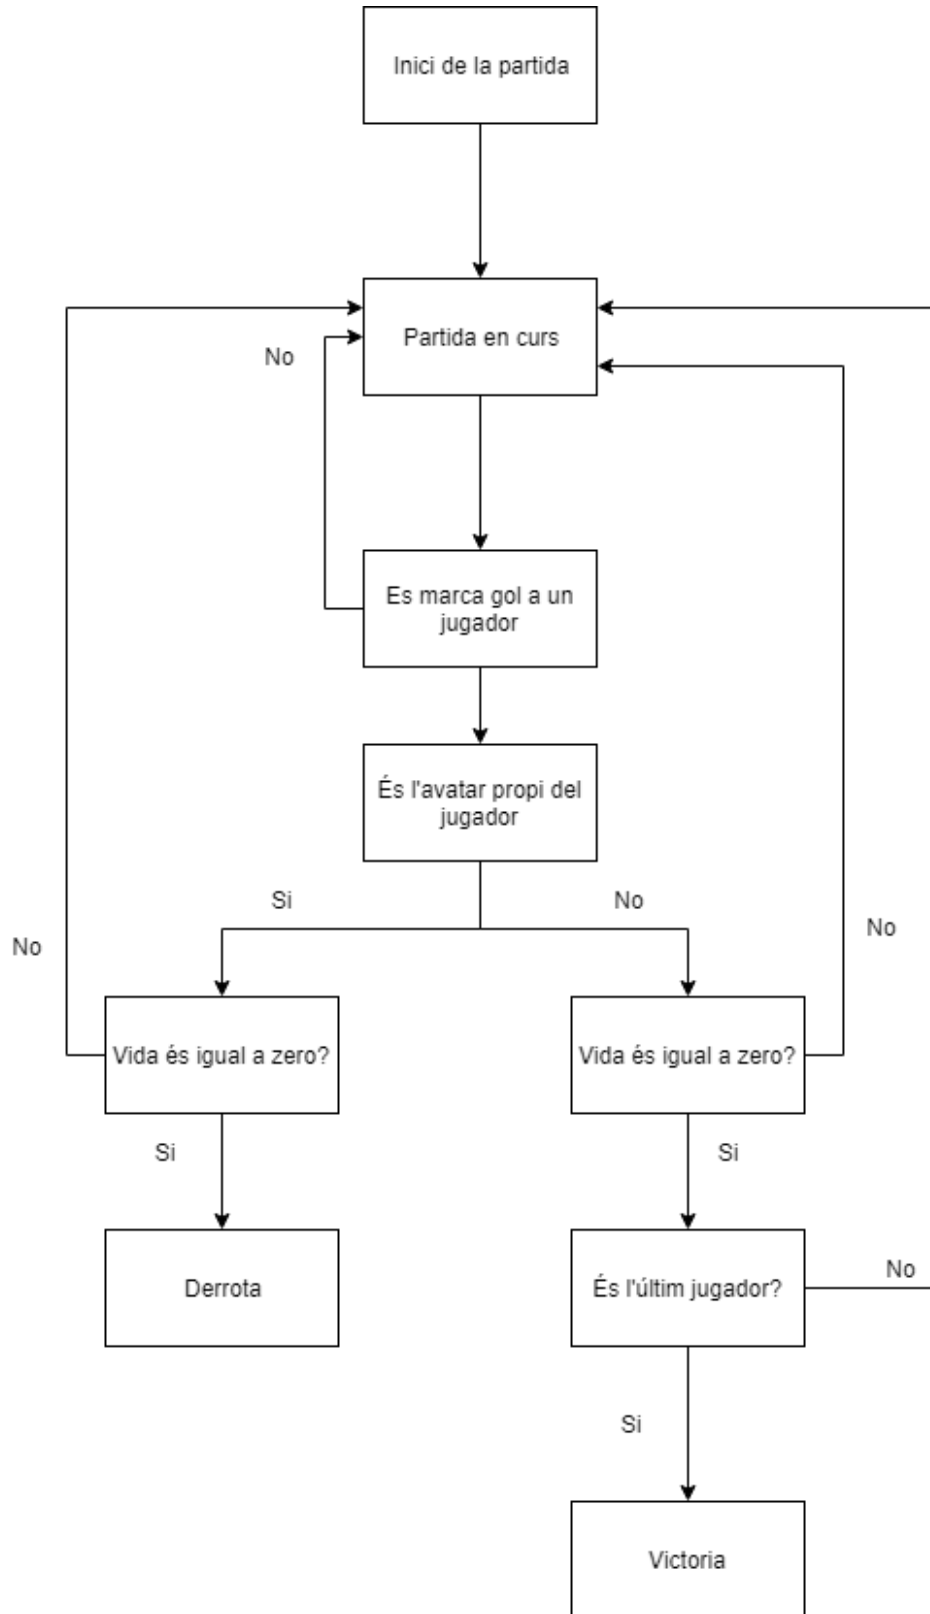 Inici de la partida
Partida en curs
No
Es marca gol a un
jugador
És l'avatar propi del
jugador
Si
No
No
No
Vida és igual a zero?
Vida és igual a zero?
Si
Si
Derrota
És l'últim jugador?
No
Si
Victoria